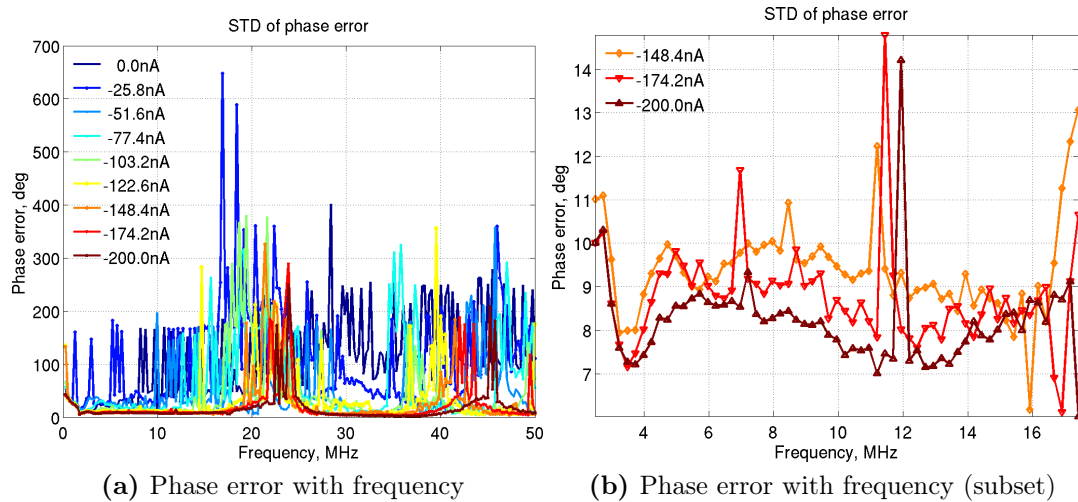 STD of phase error
Phase error, deg
700
600
500
400
300
200
100
0
0.0nA
-25.8nA
-51.6nA
-77.4nA
-103.2nA
-122.6nA
-148.4nA
-174.2nA
-200.0nA
0 10 20 30 40 50
Frequency, MHz
(a) Phase error with frequency
STD of phase error
Phase error, deg
14
13
12
11
10
9
8
7
-148.4nA
-174.2nA
-200.0nA
4 6 8 10 12 14 16
Frequency, MHz
(b) Phase error with frequency (subset)